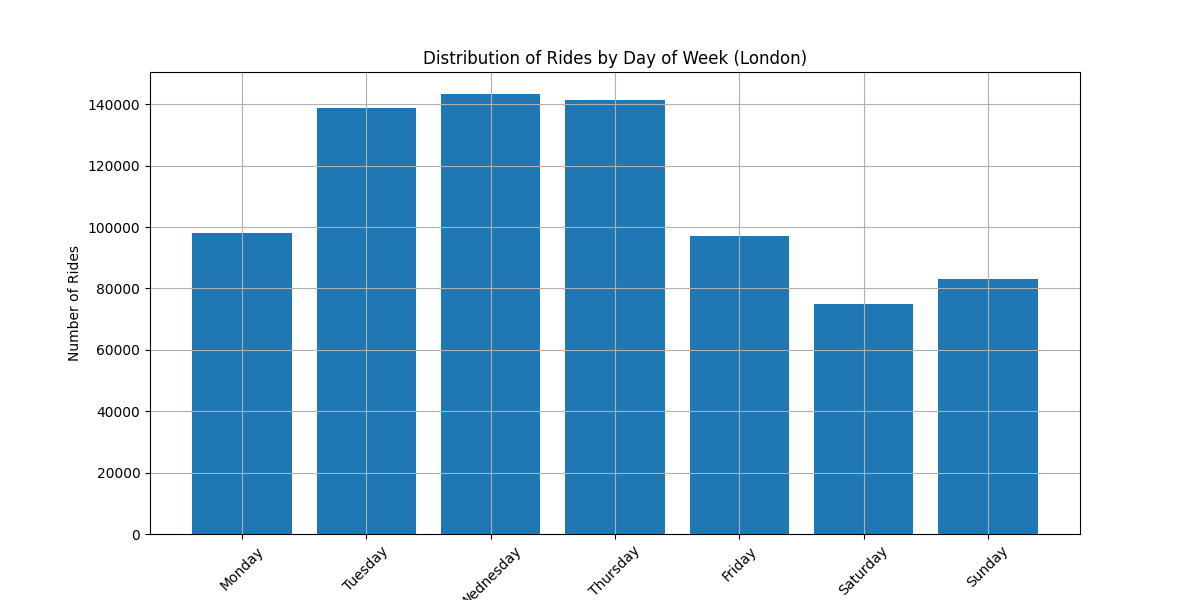 Distribution of Rides by Day of Week (London)
Number of Rides
140000
120000
100000
80000
60000
40000
20000
0
Monday
Tuesday
Wednesday
Thursday
Friday
Saturday
Sunday